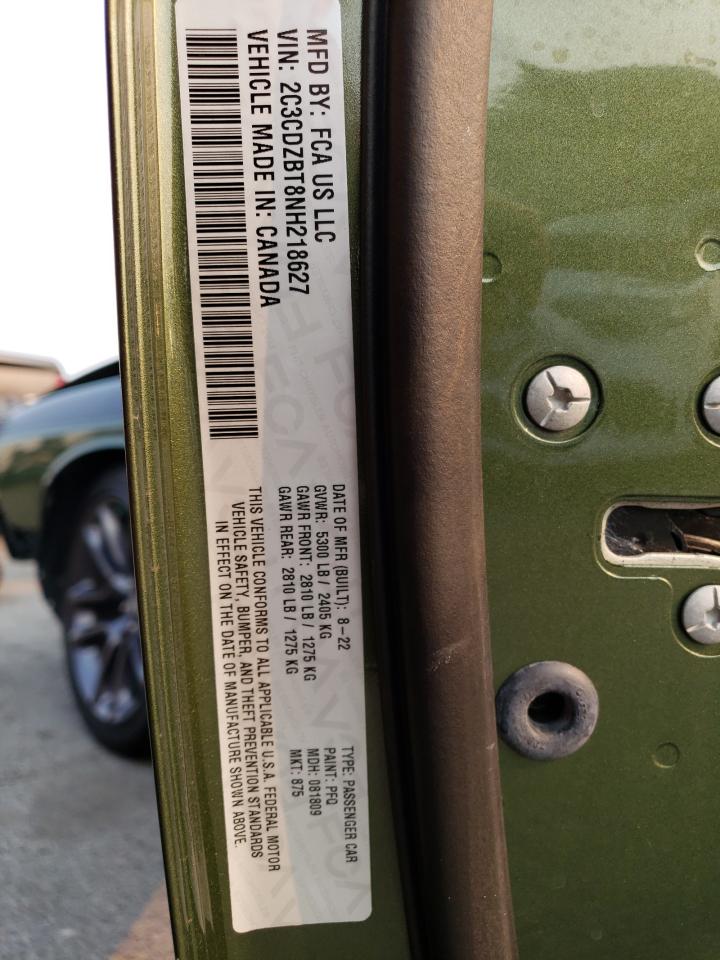 MFD BY: FCA US LLC
VIN: 2C3CDZBT8NH218627
VEHICLE MADE IN: CANADA
DATE OF MFR (BUILT): 8-22
GVWR: 5300 LB / 2405 KG
GAWR FRONT: 2810 LB / 1275 KG
GAWR REAR: 2810 LB / 1275 KG
THIS VEHICLE CONFORMS TO ALL APPLICABLE U.S.A. FEDERAL MOTOR
VEHICLE SAFETY, BUMPER, AND THEFT PREVENTION STANDARDS
IN EFFECT ON THE DATE OF MANUFACTURE SHOWN ABOVE.
TYPE: PASSENGER CAR
PAINT: PFQ
MDH: 081809
MKT: 875